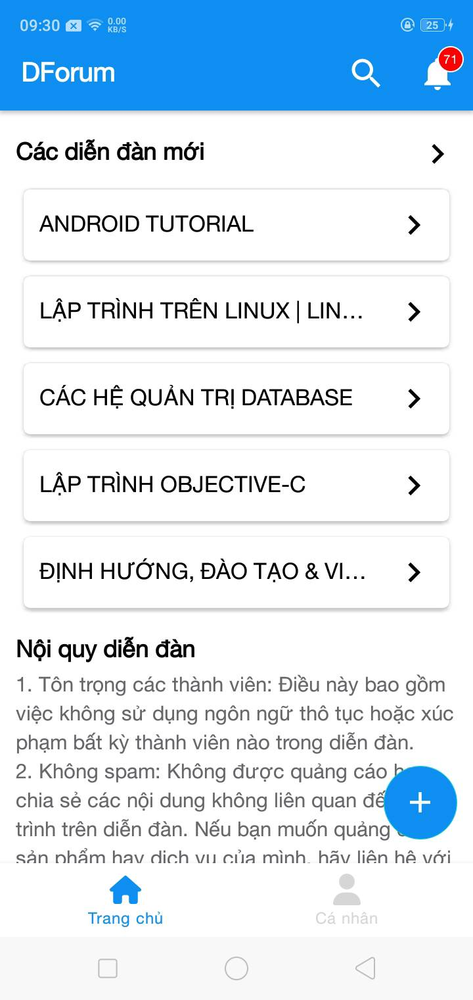 09:30
0.00
KB/S
25
DForum
71
Các diễn đàn mới
ANDROID TUTORIAL
LẬP TRÌNH TRÊN LINUX | LIN...
CÁC HỆ QUẢN TRỊ DATABASE
LẬP TRÌNH OBJECTIVE-C
ĐỊNH HƯỚNG, ĐÀO TẠO & VI...
Nội quy diễn đàn
1. Tôn trọng các thành viên: Điều này bao gồm
việc không sử dụng ngôn ngữ thô tục hoặc xúc
phạm bất kỳ thành viên nào trong diễn đàn.
2. Không spam: Không được quảng cáo
chia sẻ các nội dung không liên quan
trình trên diễn đàn. Nếu bạn muốn quảng
sản phẩm hay dịch vụ của mình, hãy liên hệ với
Trang chủ
Cá nhân